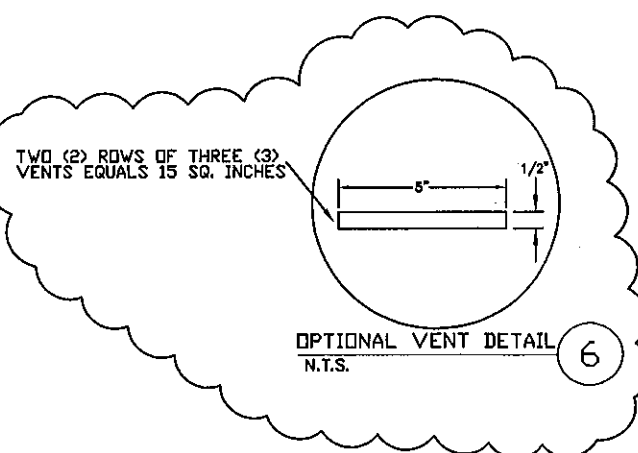 TWO (2) ROWS OF THREE (3)
VENTS EQUALS 15 SQ. INCHES
5"
1/2"
OPTIONAL VENT DETAIL
6
N.T.S.